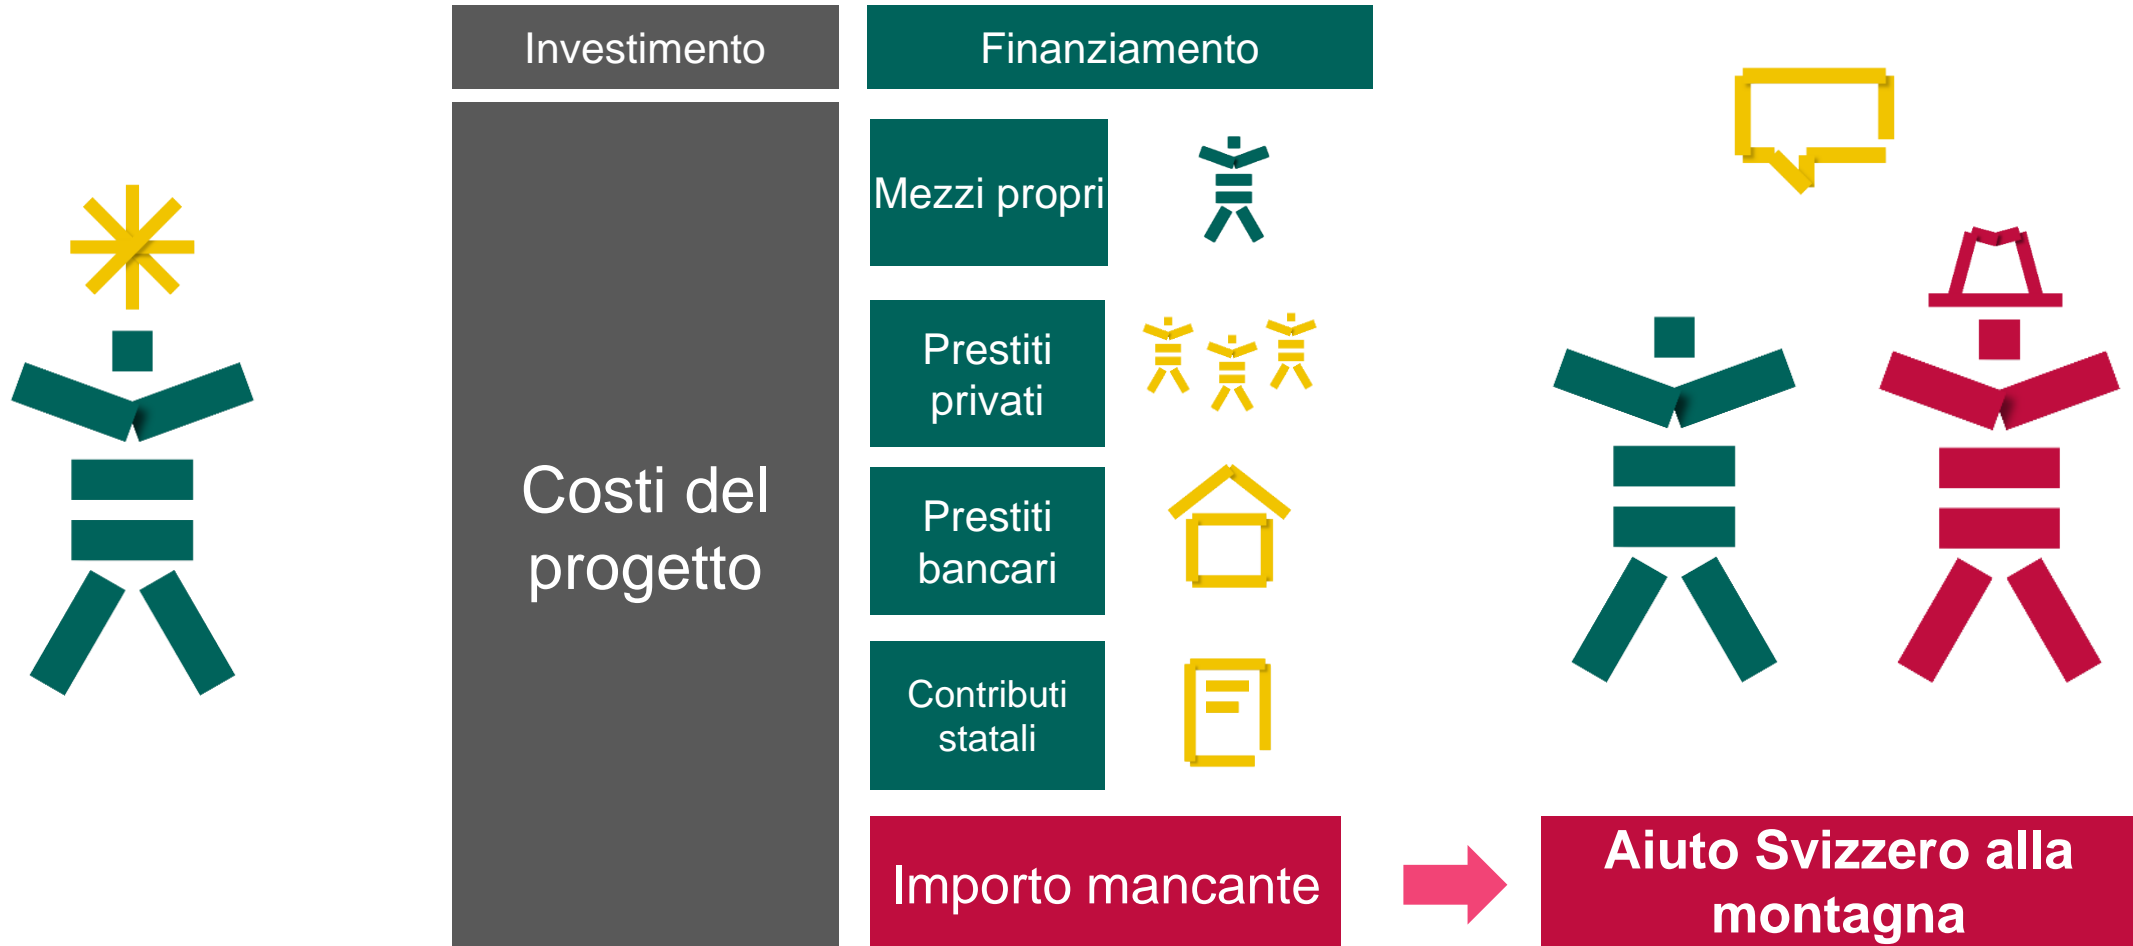 Investimento
Finanziamento
Mezzi propri
Prestiti
privati
Costi del
progetto
Prestiti
bancari
Contributi
statali
Importo mancante
Aiuto Svizzero alla
montagna